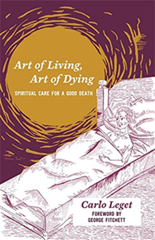 Art of Living,
Art of Dying
SPIRITUAL CARE FOR A GOOD DEATH
Carlo Leget
FOREWORD BY
GEORGE FITCHETT